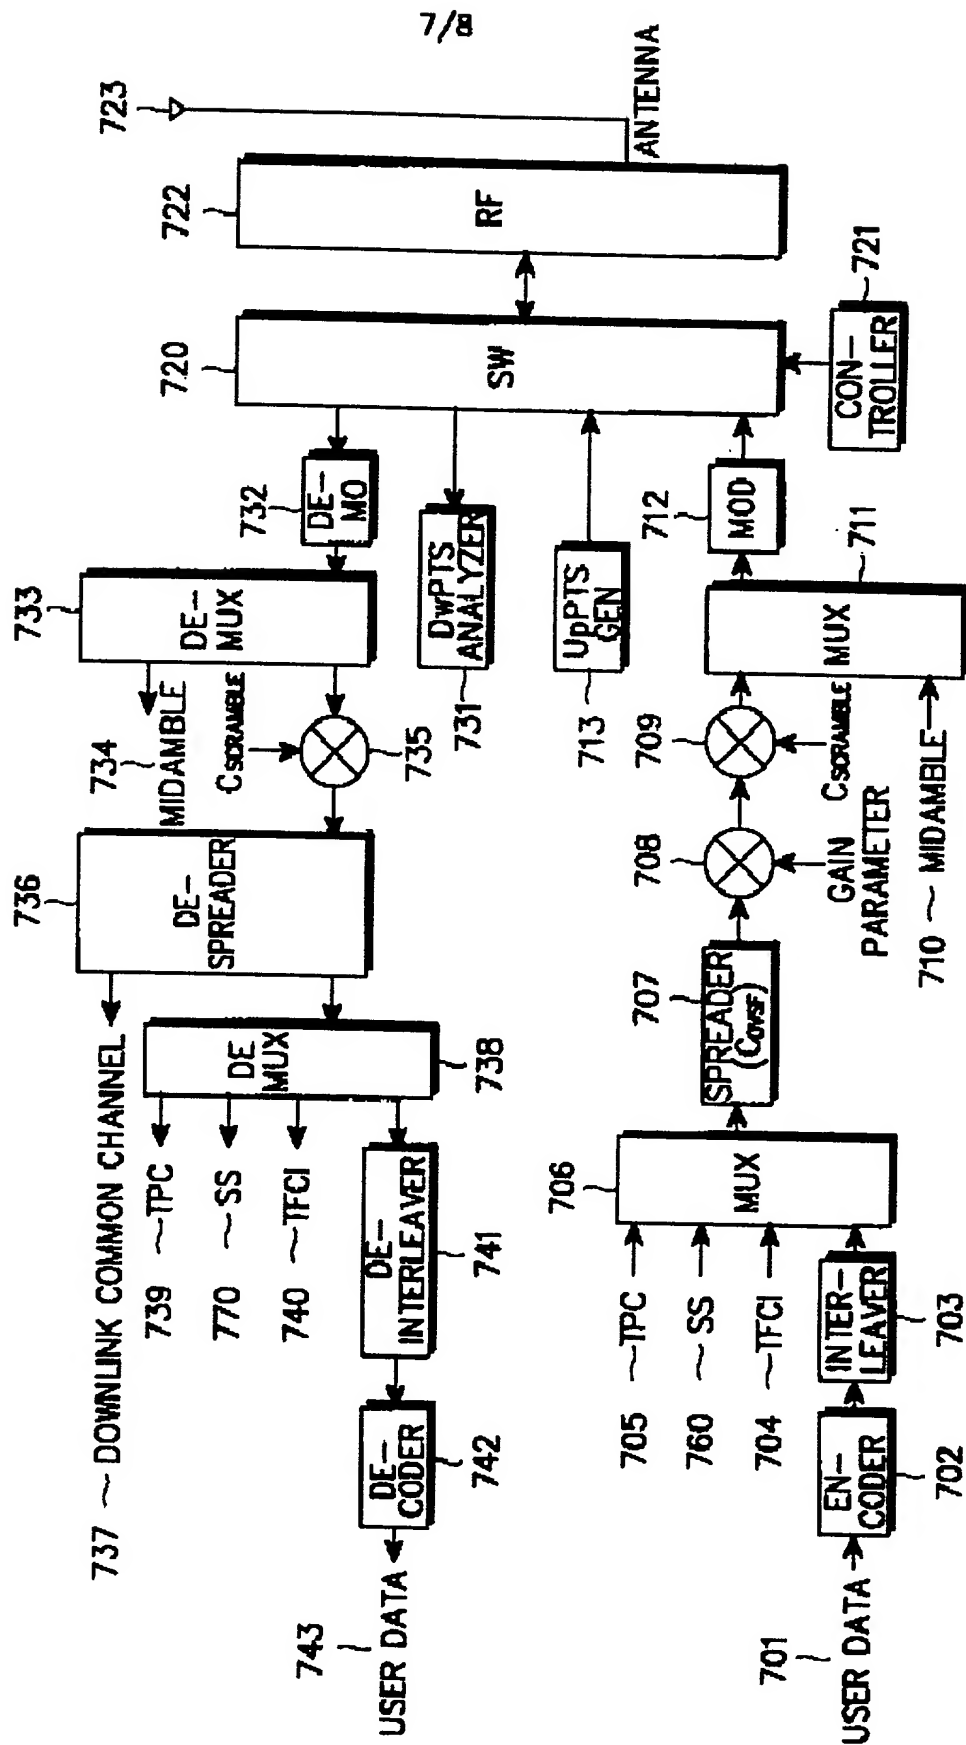 7/8
737 DOWNLINK COMMON CHANNEL
736
DE-
SPREADER
734
MIDAMBLE
733
DE-
MUX
732
DE-
MO
720
SW
722
RF
723
ANTENNA
739 TPC
770 SS
740 TFCI
DE
MUX
738
CSCRAMBLE
735
DwPTS
ANALYZER
731
743
USER DATA
DE-
CODER
742
DE-
INTERLEAVER
741
UpPTS
GEN
713
705 TPC
760 SS
704 TFCI
706
MUX
707
SPREADER
(COVSF)
708
GAIN
PARAMETER
709
CSCRAMBLE
710 MIDAMBLE
MUX
711
712
MOD
CON-
TROLLER
721
701
USER DATA
EN-
CODER
702
INTER-
LEAVER
703